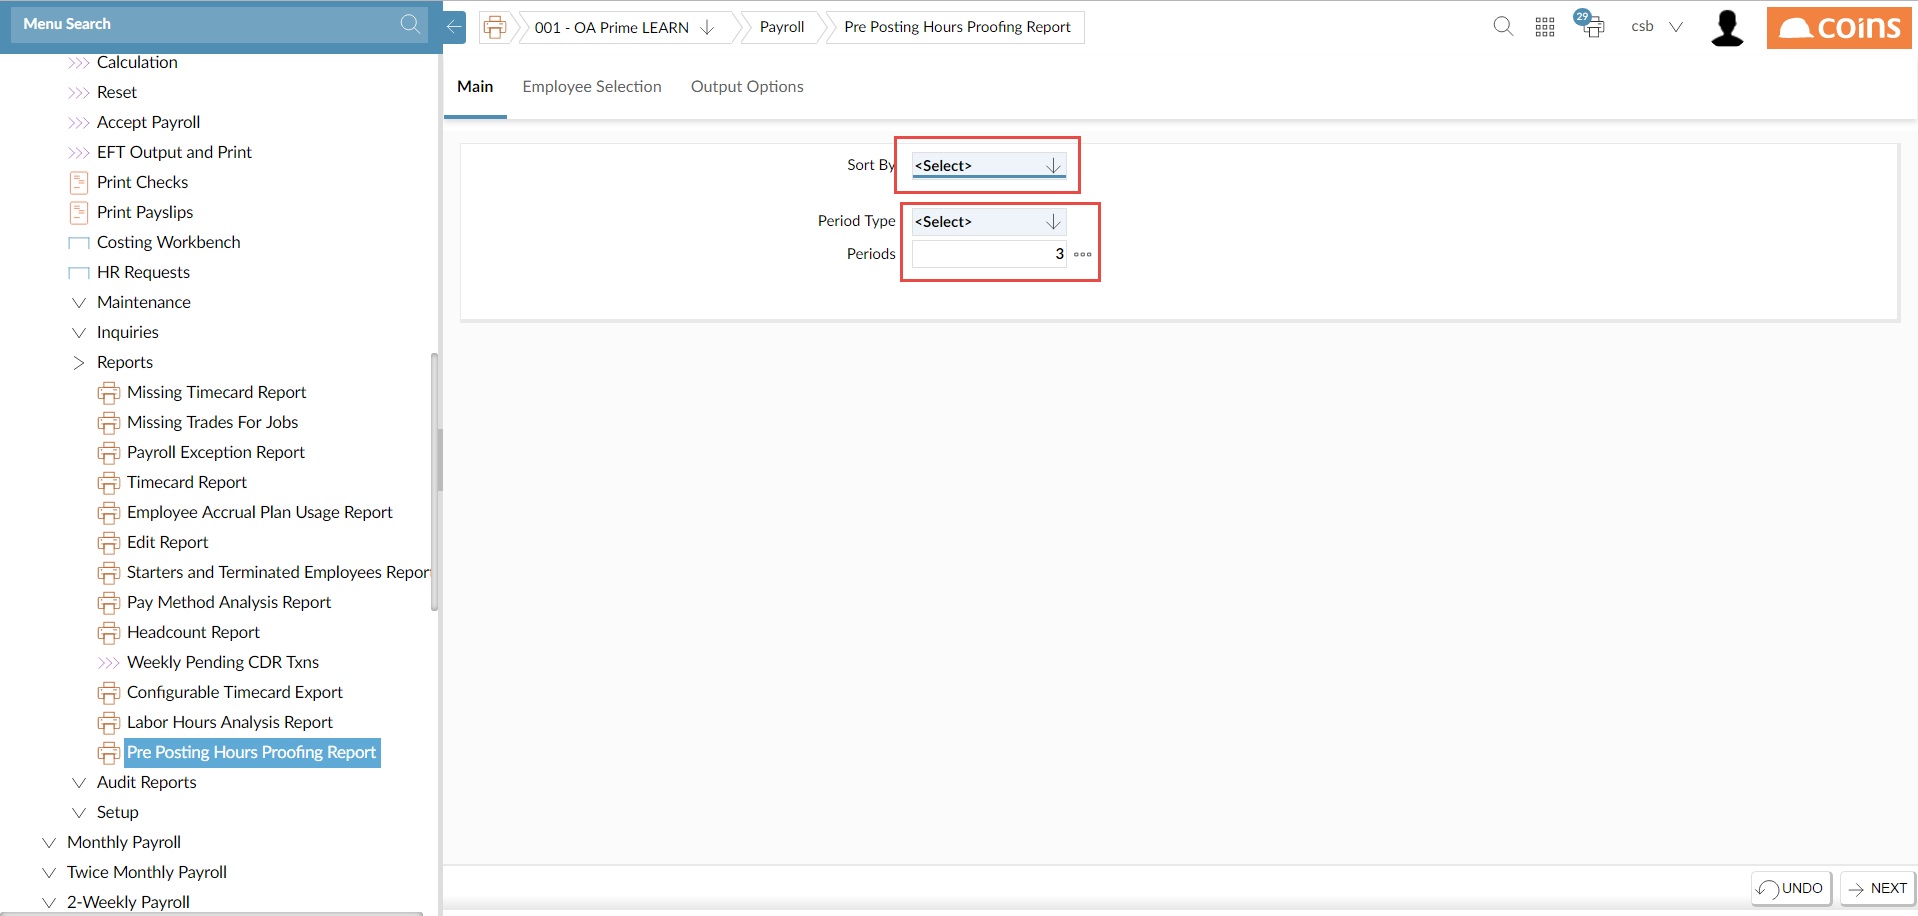 Menu Search
001 - OA Prime LEARN
Payroll
Pre Posting Hours Proofing Report
29
csb
coins
Calculation
Reset
Accept Payroll
EFT Output and Print
Print Checks
Print Payslips
Costing Workbench
HR Requests
Maintenance
Inquiries
Reports
Missing Timecard Report
Missing Trades For Jobs
Payroll Exception Report
Timecard Report
Employee Accrual Plan Usage Report
Edit Report
Starters and Terminated Employees Repor
Pay Method Analysis Report
Headcount Report
Weekly Pending CDR Txns
Configurable Timecard Export
Labor Hours Analysis Report
Pre Posting Hours Proofing Report
Audit Reports
Setup
Monthly Payroll
Twice Monthly Payroll
2-Weekly Payroll
Main
Employee Selection
Output Options
Sort By <Select>
Period Type <Select>
Periods 3
UNDO
NEXT